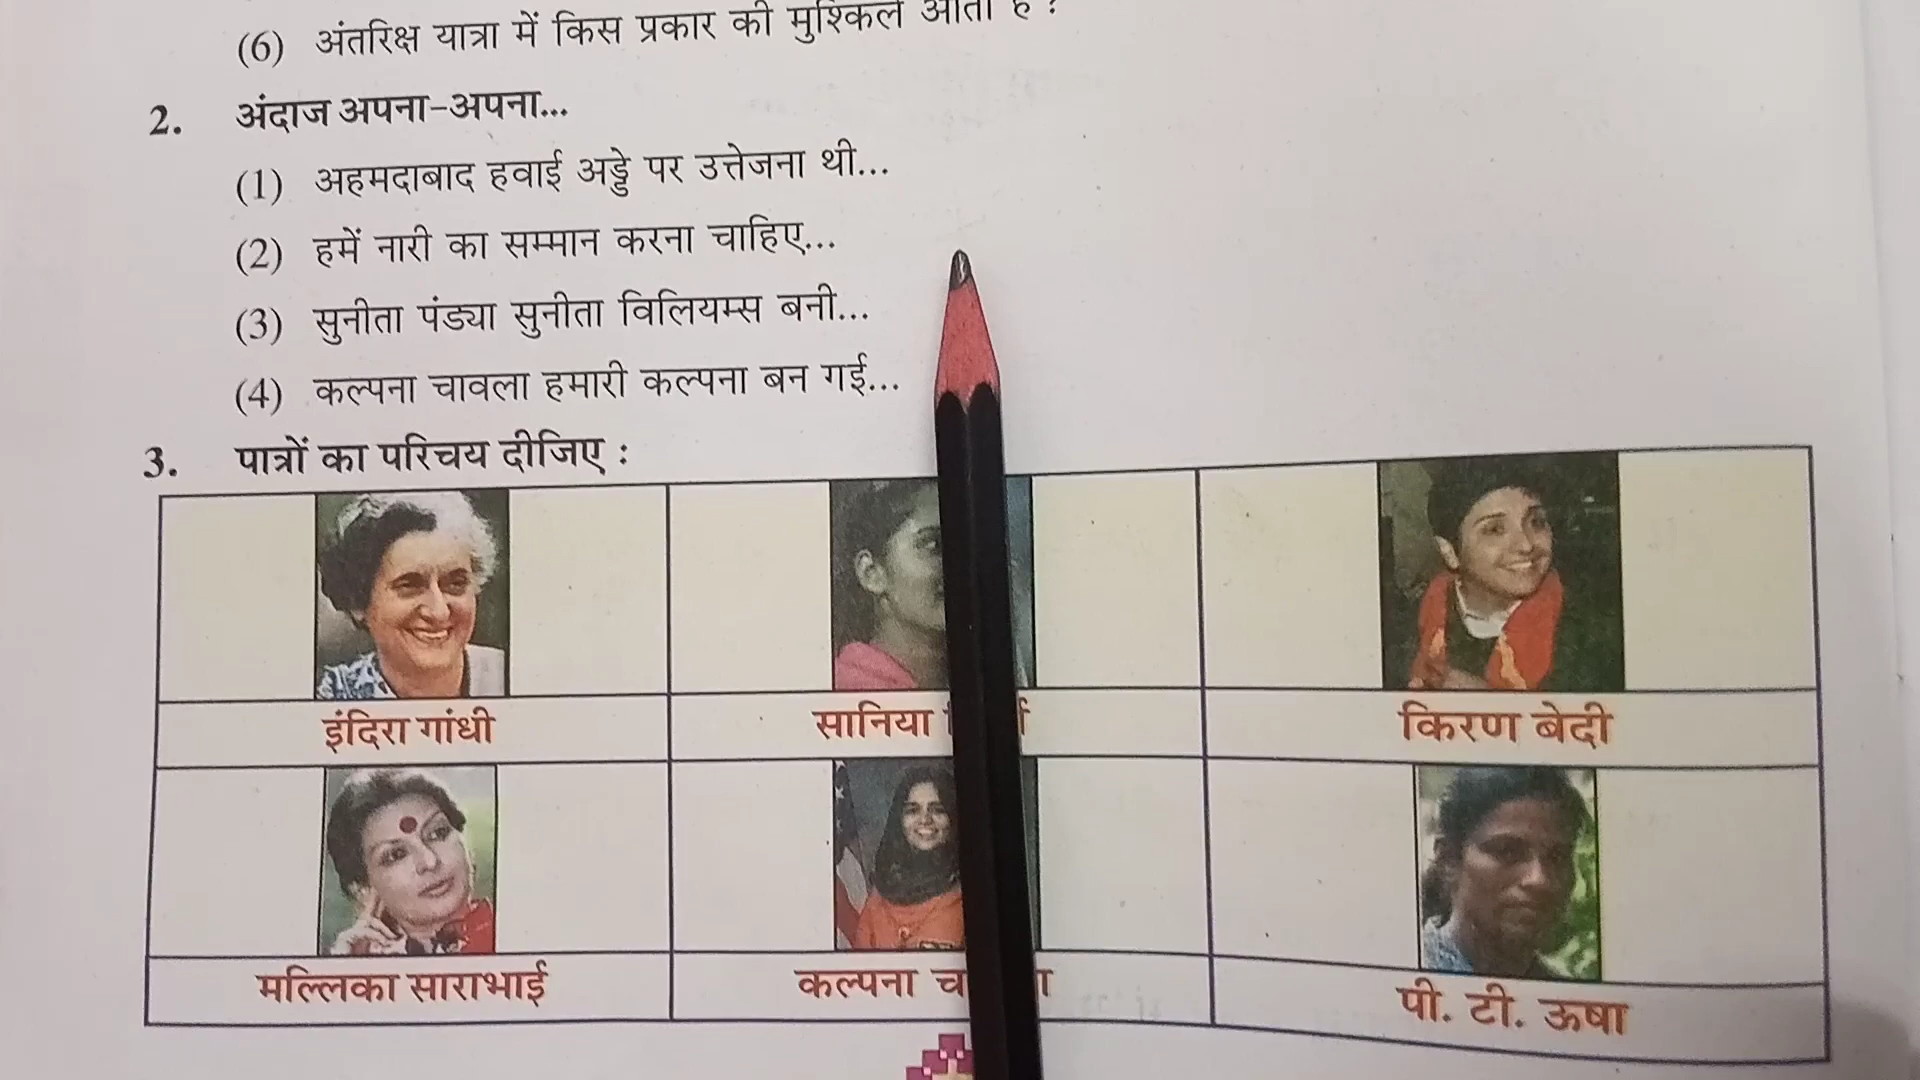 (6) अंतरिक्ष यात्रा में किस प्रकार की मुश्किलें आती हैं ?
2. अंदाज अपना-अपना...
(1) अहमदाबाद हवाई अड्डे पर उत्तेजना थी...
(2) हमें नारी का सम्मान करना चाहिए...
(3) सुनीता पंड्या सुनीता विलियम्स बनी...
(4) कल्पना चावला हमारी कल्पना बन गई...
3. पात्रों का परिचय दीजिए :
इंदिरा गांधी सानिया किरण बेदी
मल्लिका साराभाई कल्पना पी. टी. ऊषा